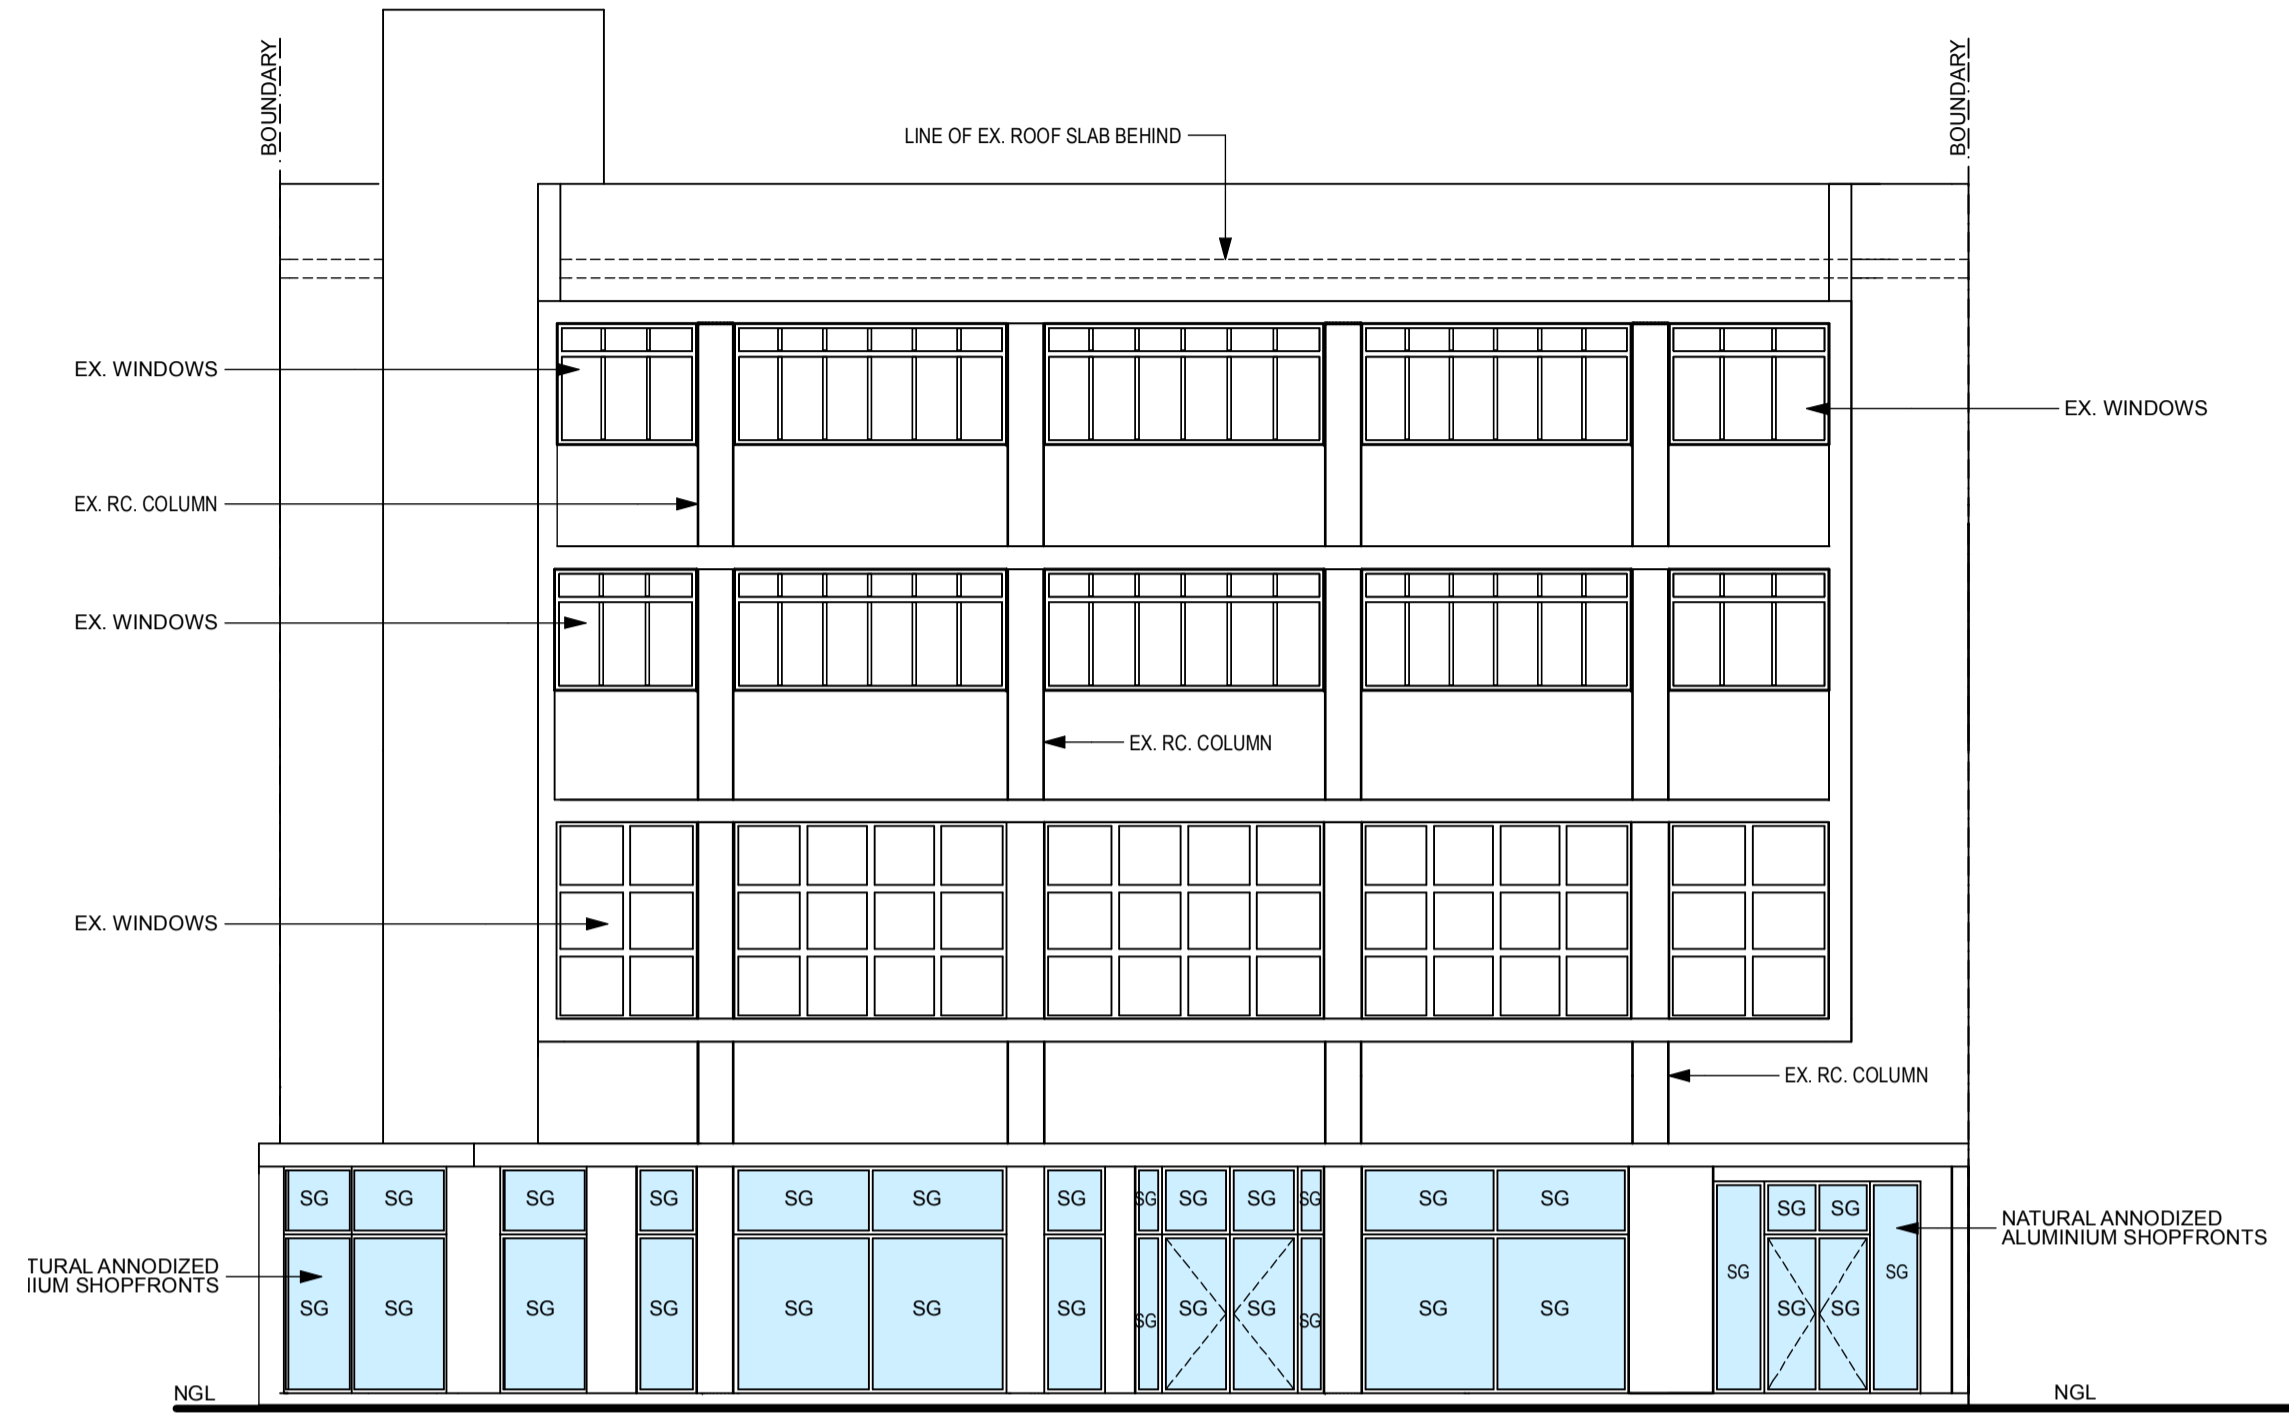 BOUNDARY
BOUNDARY
LINE OF EX. ROOF SLAB BEHIND
EX. WINDOWS
EX. WINDOWS
EX. RC. COLUMN
EX. WINDOWS
EX. RC. COLUMN
EX. WINDOWS
EX. RC. COLUMN
SG SG SG SG SG SG SG SG SG SG SG SG SG SG SG
NATURAL ANNODIZED
ALUMINIUM SHOPFRONTS
TURAL ANNODIZED
IIUM SHOPFRONTS
SG SG
SG SG SG SG SG SG SG SG SG SG SG SG SG SG SG
NGL
NGL